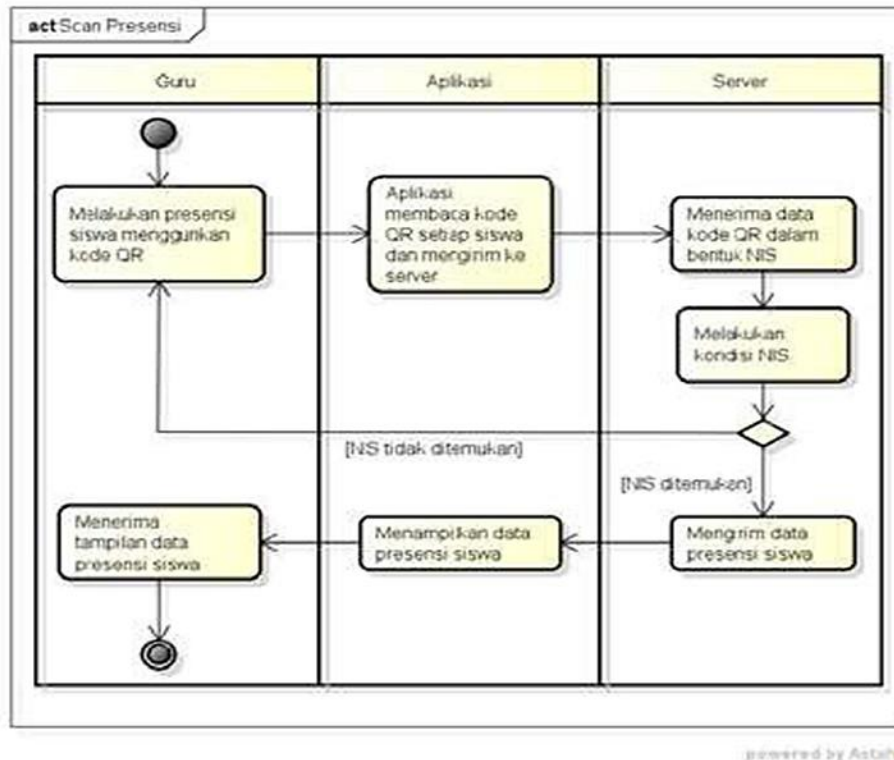 act Scan Presensi
Guru
Aplikasi
Server
Melakukan presensi
siswa menggunkan
kode QR
Aplikasi
membaca kode
QR setiap siswa
dan mengirim ke
server
Menerima data
kode QR dalam
bentuk NIS
Melakukan
kondisi NIS
[NIS tidak ditemukan]
[NIS ditemukan]
Menerima
tampilan data
presensi siswa
Menampilkan data
presensi siswa
Mengirim data
presensi siswa
powered by Astah